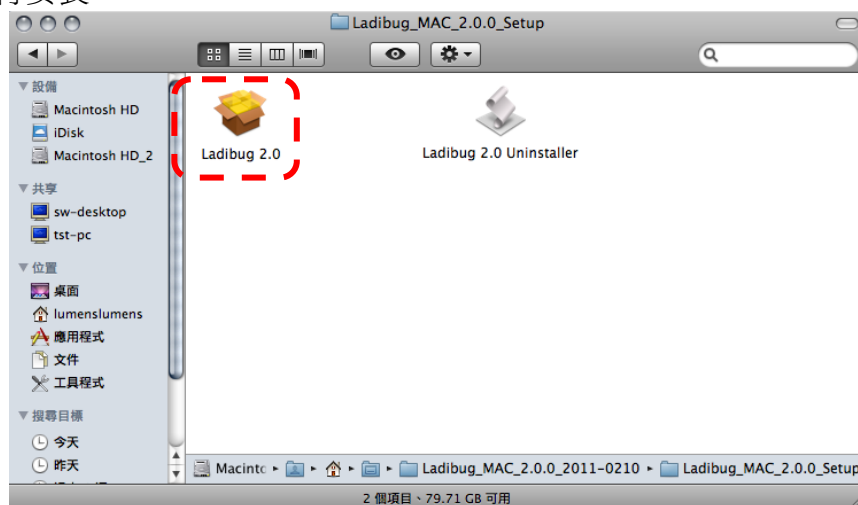 Ladibug_MAC_2.0.0_Setup
設備
Macintosh HD
iDisk
Macintosh HD_2
共享
sw-desktop
tst-pc
位置
桌面
lumenslumens
應用程式
文件
工具程式
搜尋目標
今天
昨天
Ladibug 2.0
Ladibug 2.0 Uninstaller
Macintc
Ladibug_MAC_2.0.0_2011-0210
Ladibug_MAC_2.0.0_Setup
2 個項目、79.71 GB 可用